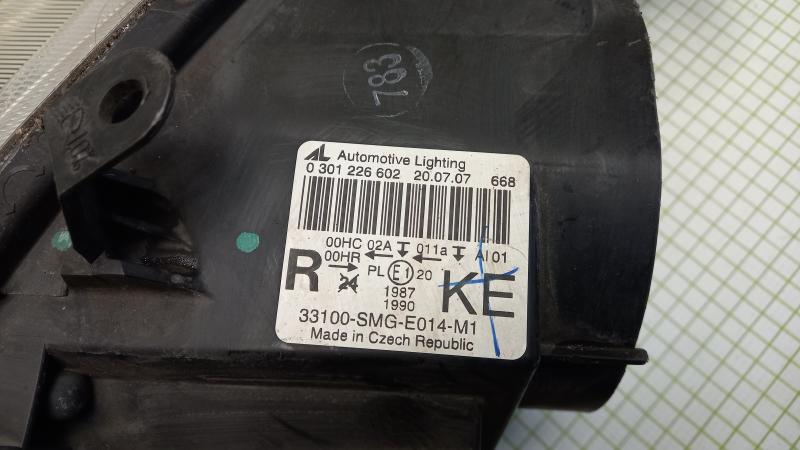 783
AL Automotive Lighting
0 301 226 602 20.07.07 668
00HC 02A 011a AI 01
00HR
R PL E1 20 KE
24
1987
1990
33100-SMG-E014-M1
Made in Czech Republic